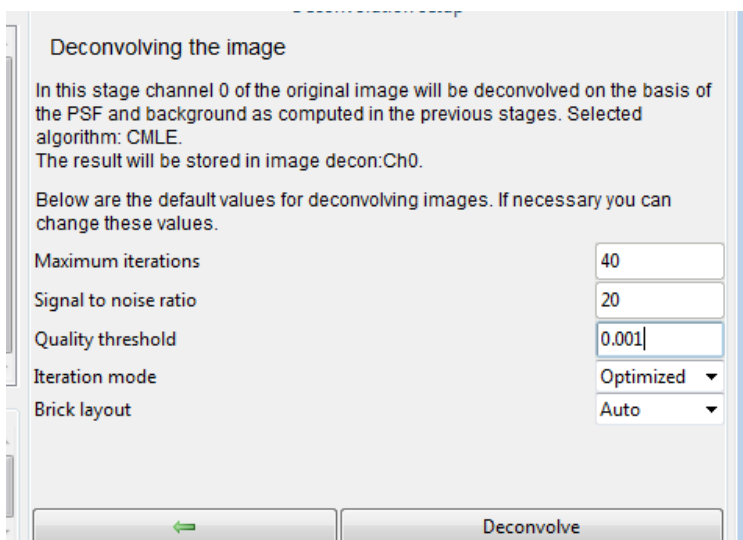 Deconvolving the image
In this stage channel 0 of the original image will be deconvolved on the basis of
the PSF and background as computed in the previous stages. Selected
algorithm: CMLE.
The result will be stored in image decon:Ch0.
Below are the default values for deconvolving images. If necessary you can
change these values.
Maximum iterations 40
Signal to noise ratio 20
Quality threshold 0.001
Iteration mode Optimized
Brick layout Auto
Deconvolve